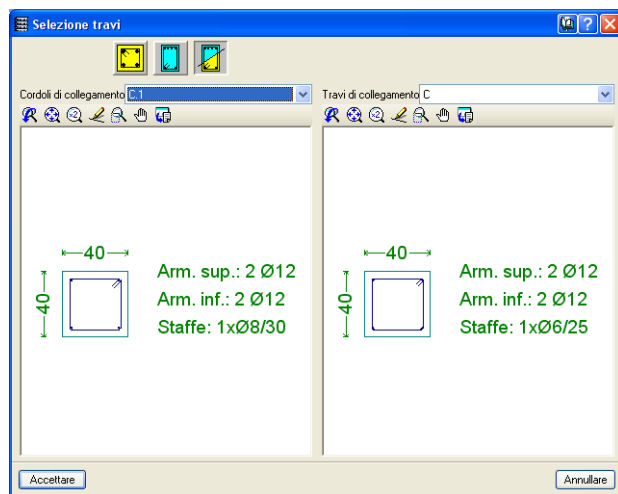 Selezione travi
Cordoli di collegamento C.1
Travi di collegamento C
40
40
Arm. sup.: 2 Ø12
Arm. inf.: 2 Ø12
Staffe: 1xØ8/30
40
40
Arm. sup.: 2 Ø12
Arm. inf.: 2 Ø12
Staffe: 1xØ6/25
Accettare
Annullare